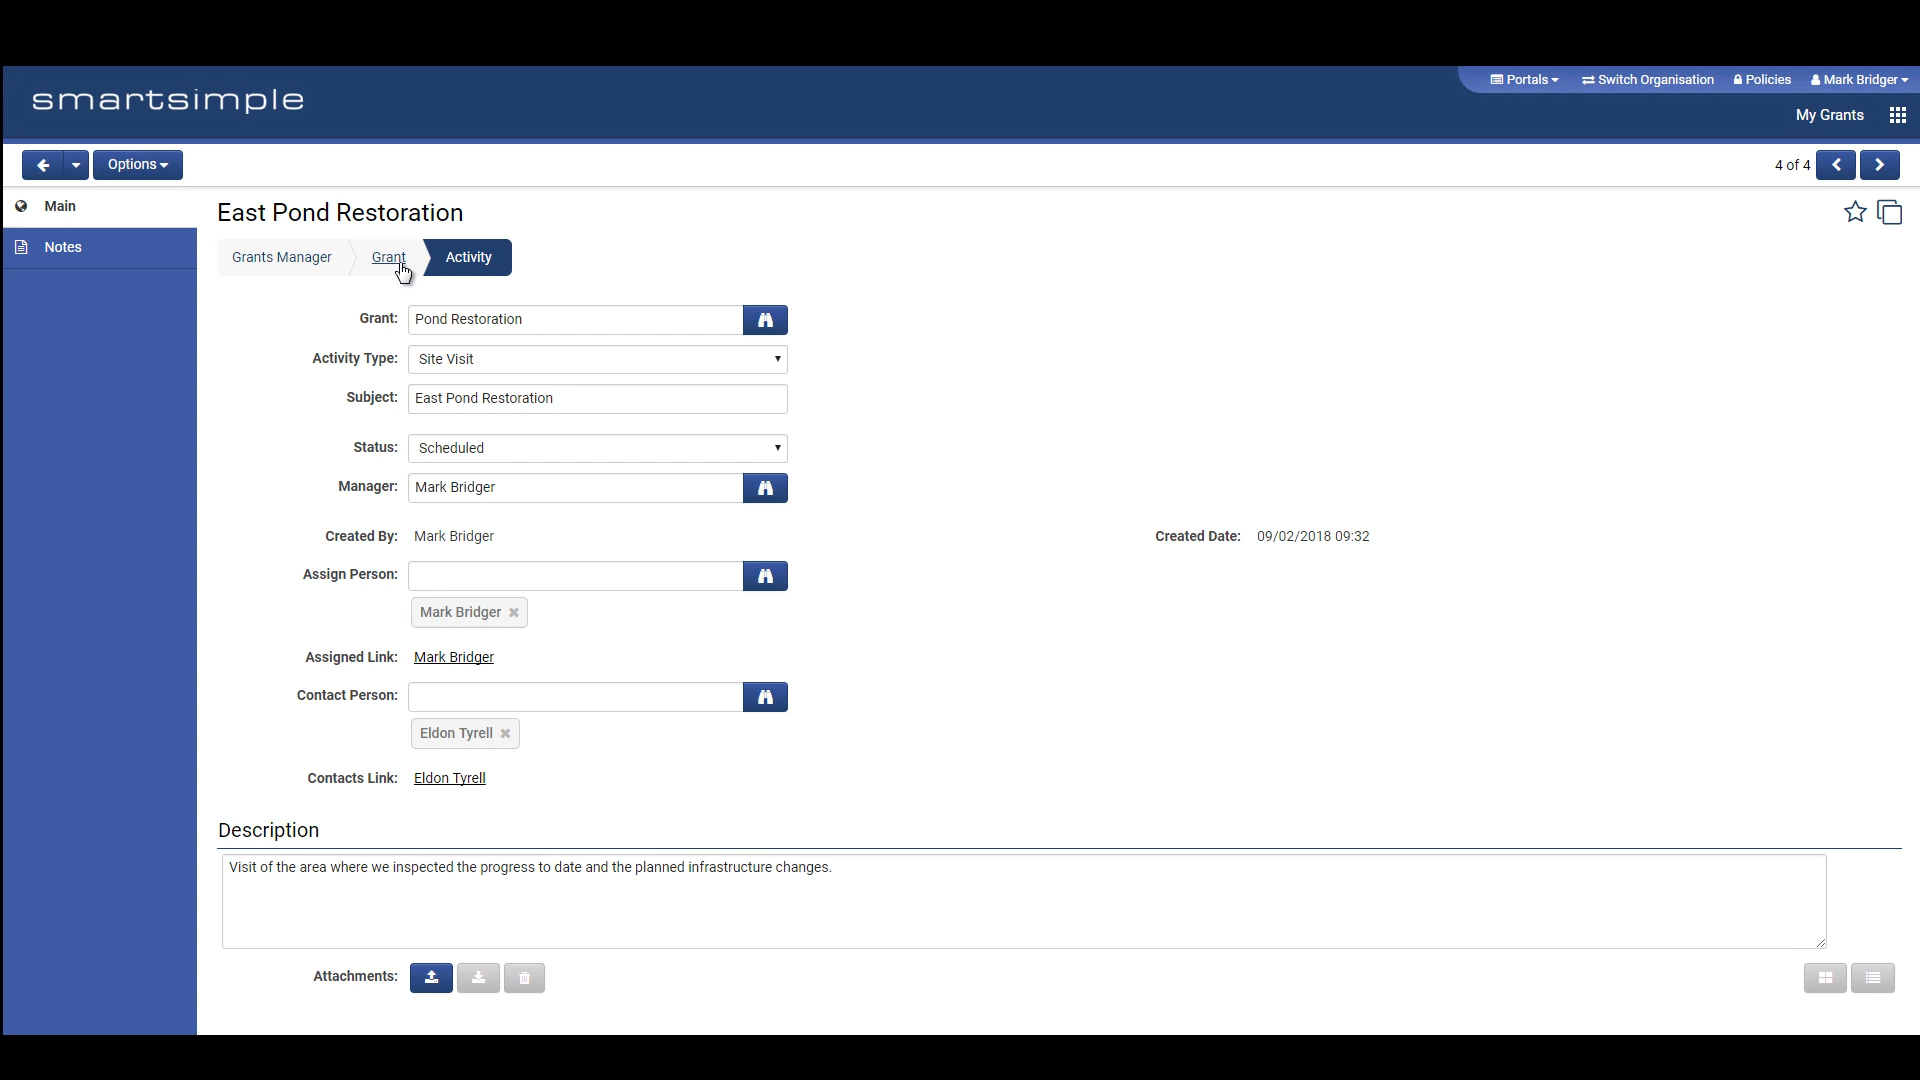 smartsimple
Portals Switch Organisation Policies Mark Bridger
My Grants
Options 4 of 4
Main
Notes
East Pond Restoration
Grants Manager Grant Activity
Grant: Pond Restoration
Activity Type: Site Visit
Subject: East Pond Restoration
Status: Scheduled
Manager: Mark Bridger
Created By: Mark Bridger Created Date: 09/02/2018 09:32
Assign Person:
Mark Bridger
Assigned Link: Mark Bridger
Contact Person:
Eldon Tyrell
Contacts Link: Eldon Tyrell
Description
Visit of the area where we inspected the progress to date and the planned infrastructure changes.
Attachments: